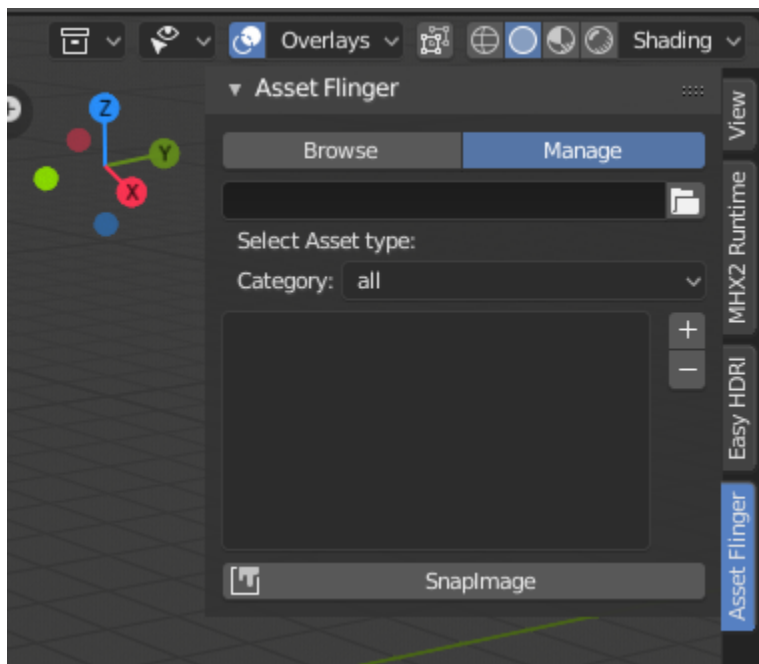 Overlays
Shading
Asset Flinger
Browse
Manage
Select Asset type:
Category: all
+
−
SnapImage
Z
Y
X
View
MHX2 Runtime
Easy HDRI
Asset Flinger